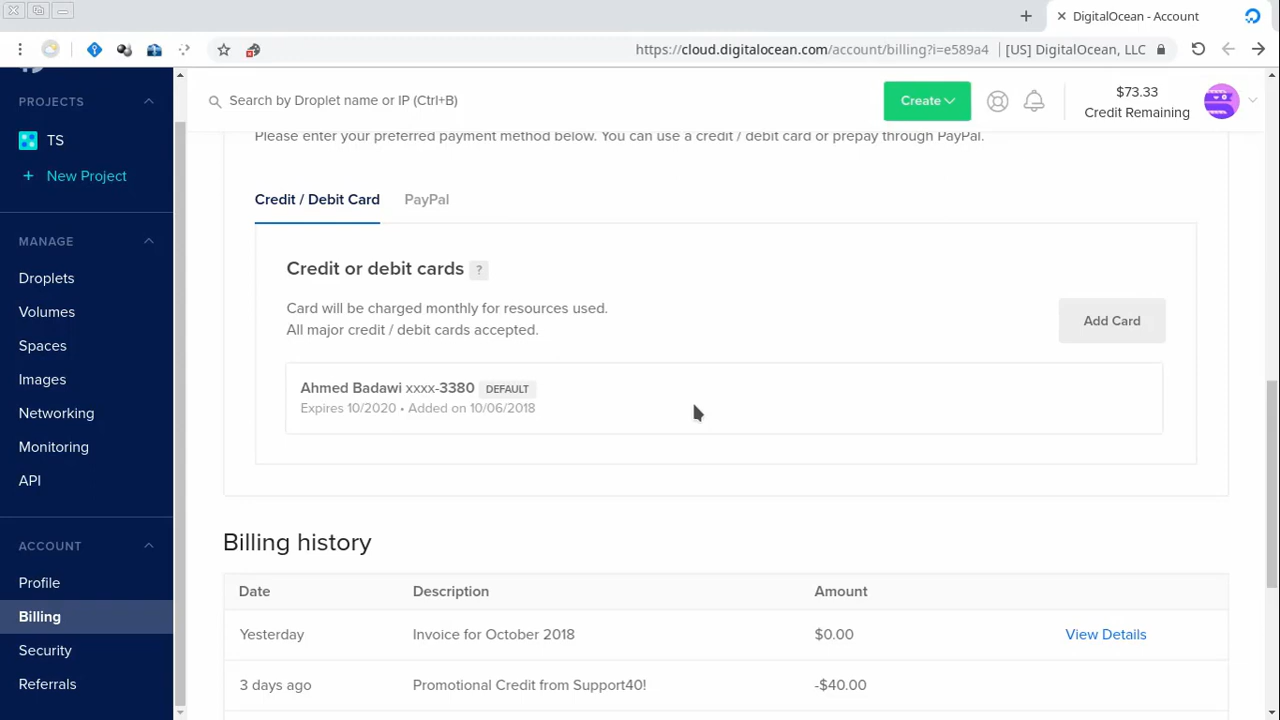 DigitalOcean - Account
https://cloud.digitalocean.com/account/billing?i=e589a4 | [US] DigitalOcean, LLC
PROJECTS
TS
+ New Project
MANAGE
Droplets
Volumes
Spaces
Images
Networking
Monitoring
API
ACCOUNT
Profile
Billing
Security
Referrals
Search by Droplet name or IP (Ctrl+B)
Create
$73.33
Credit Remaining
Please enter your preferred payment method below. You can use a credit / debit card or prepay through PayPal.
Credit / Debit Card PayPal
Credit or debit cards ?
Card will be charged monthly for resources used.
All major credit / debit cards accepted.
Add Card
Ahmed Badawi xxxx-3380 DEFAULT
Expires 10/2020 • Added on 10/06/2018
Billing history
Date Description Amount
Yesterday Invoice for October 2018 $0.00 View Details
3 days ago Promotional Credit from Support40! -$40.00